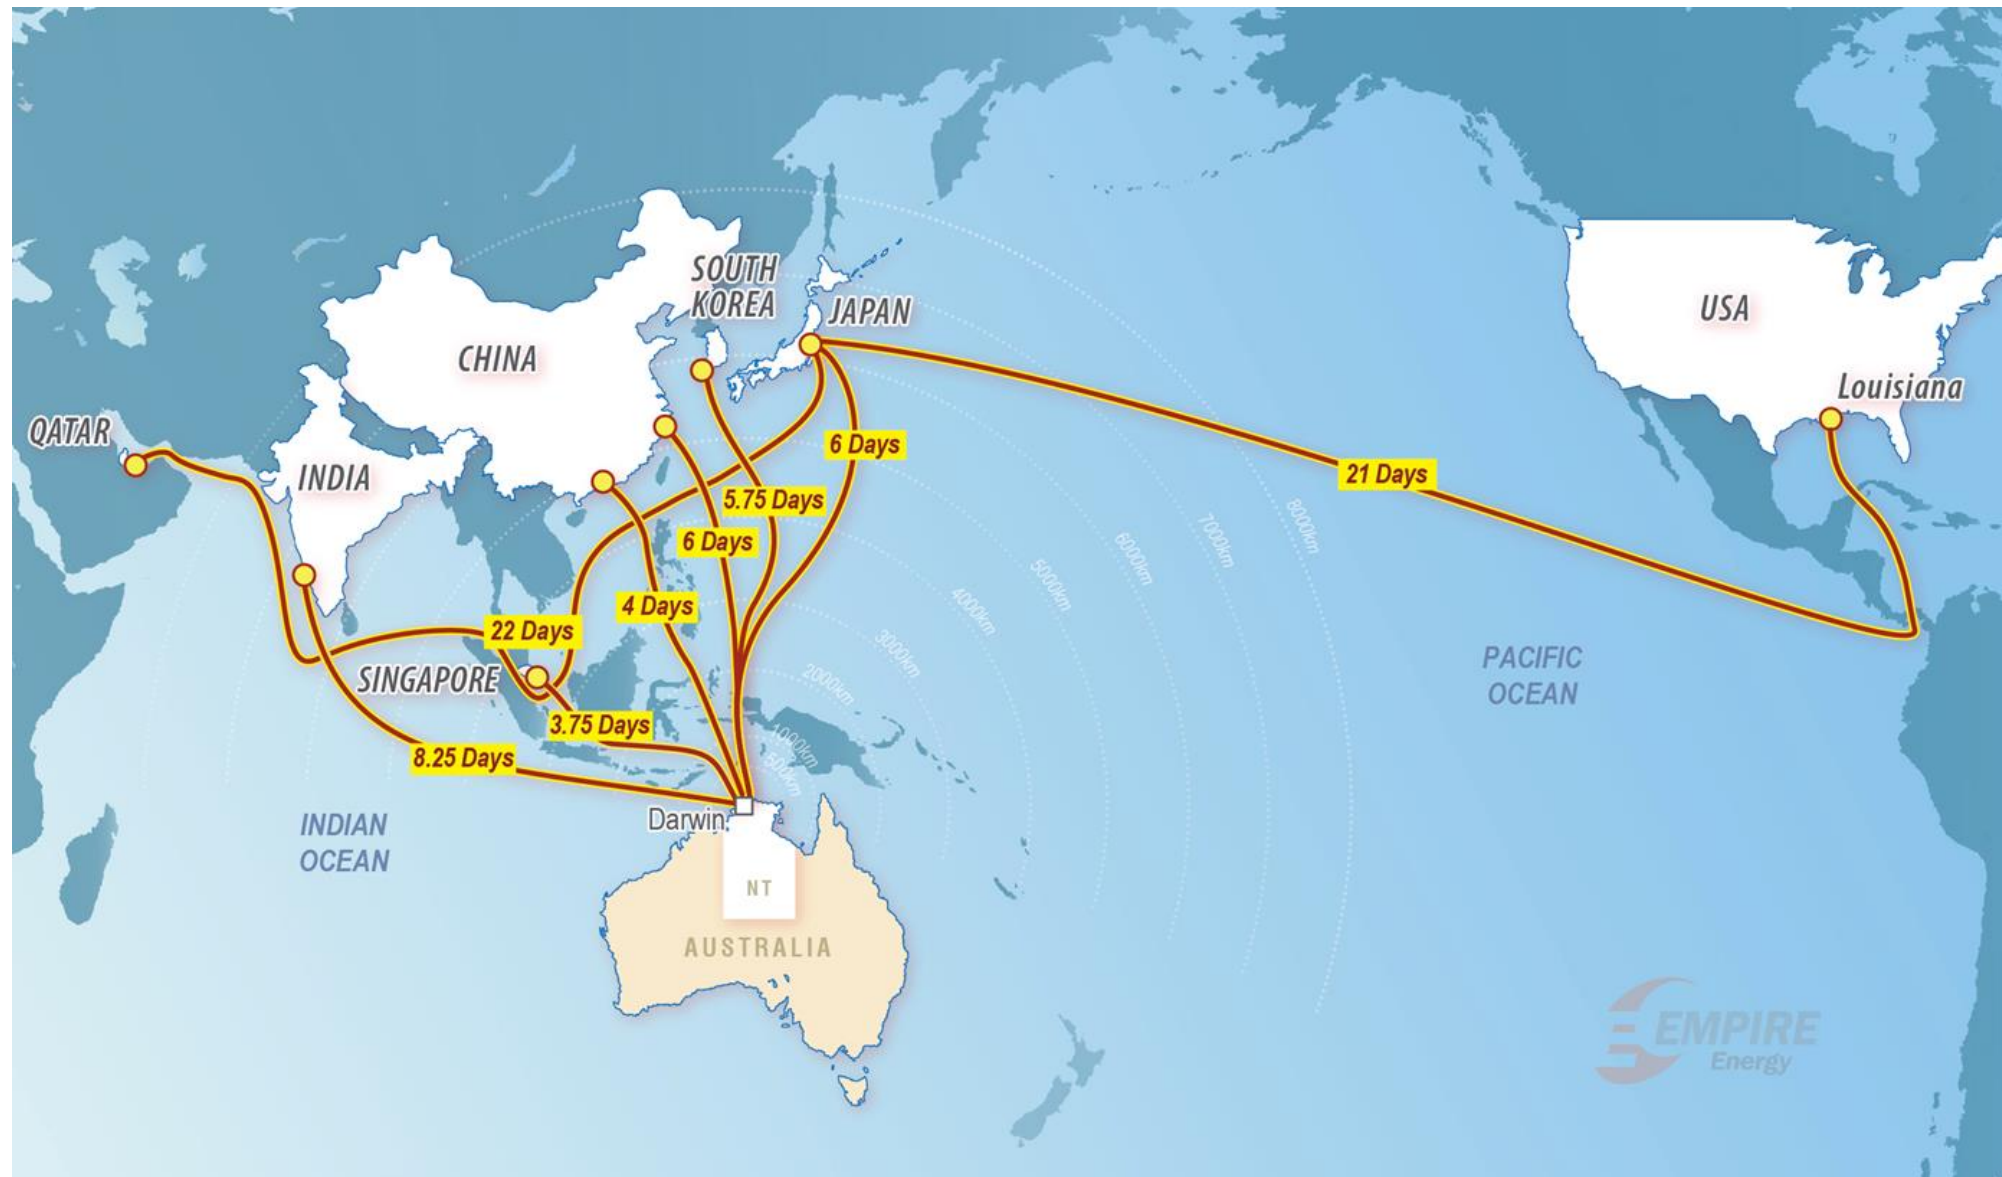 SOUTH
KOREA
JAPAN
USA
CHINA
Louisiana
QATAR
6 Days
INDIA
21 Days
5.75 Days
8000km
7000km
6 Days
6000km
5000km
4 Days
4000km
22 Days
3000km
PACIFIC
OCEAN
SINGAPORE
2000km
3.75 Days
1000km
8.25 Days
500km
Darwin
INDIAN
OCEAN
NT
AUSTRALIA
EMPIRE
Energy